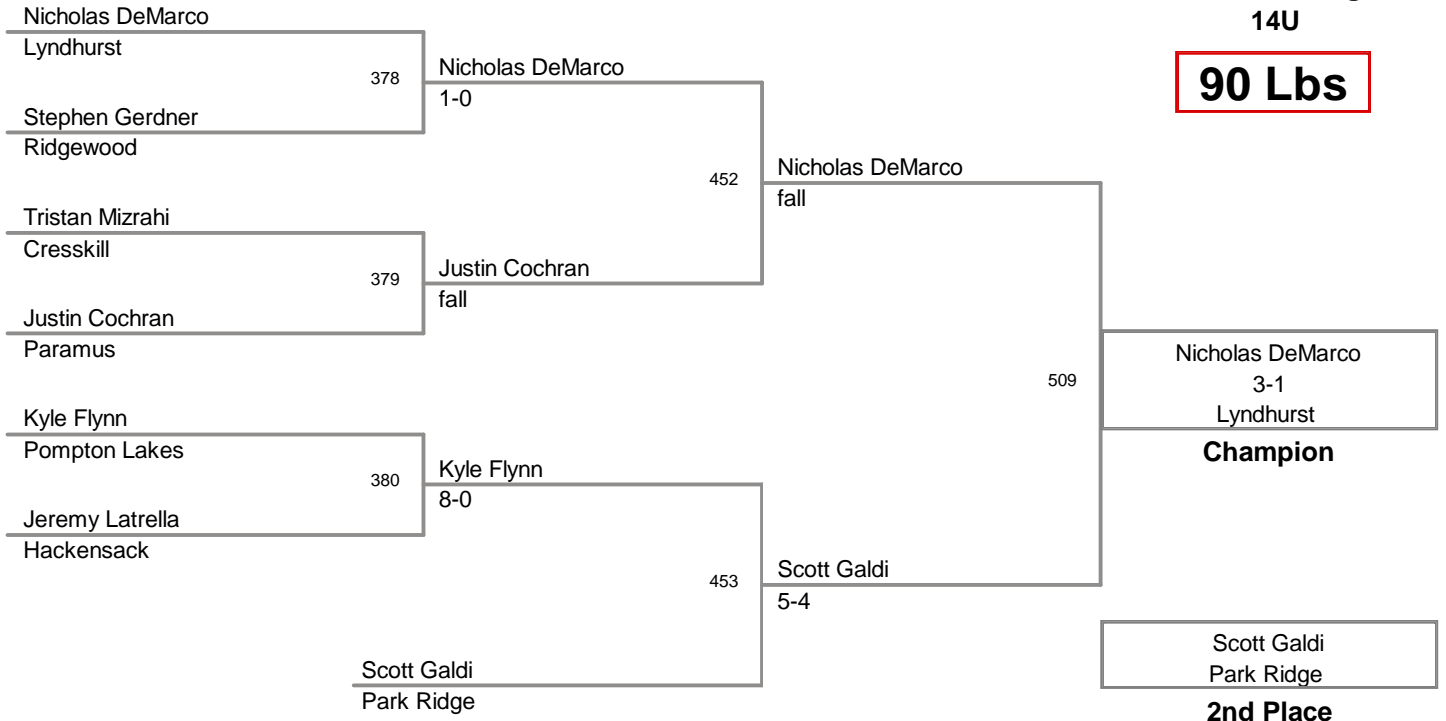 14U
90 Lbs
Nicholas DeMarco
Lyndhurst
378
Nicholas DeMarco
1-0
Stephen Gerdner
Ridgewood
452
Nicholas DeMarco
fall
Tristan Mizrahi
Cresskill
379
Justin Cochran
fall
Justin Cochran
Paramus
509
Nicholas DeMarco
3-1
Lyndhurst
Champion
Kyle Flynn
Pompton Lakes
380
Kyle Flynn
8-0
Jeremy Latrella
Hackensack
453
Scott Galdi
5-4
Scott Galdi
Park Ridge
Scott Galdi
Park Ridge
2nd Place